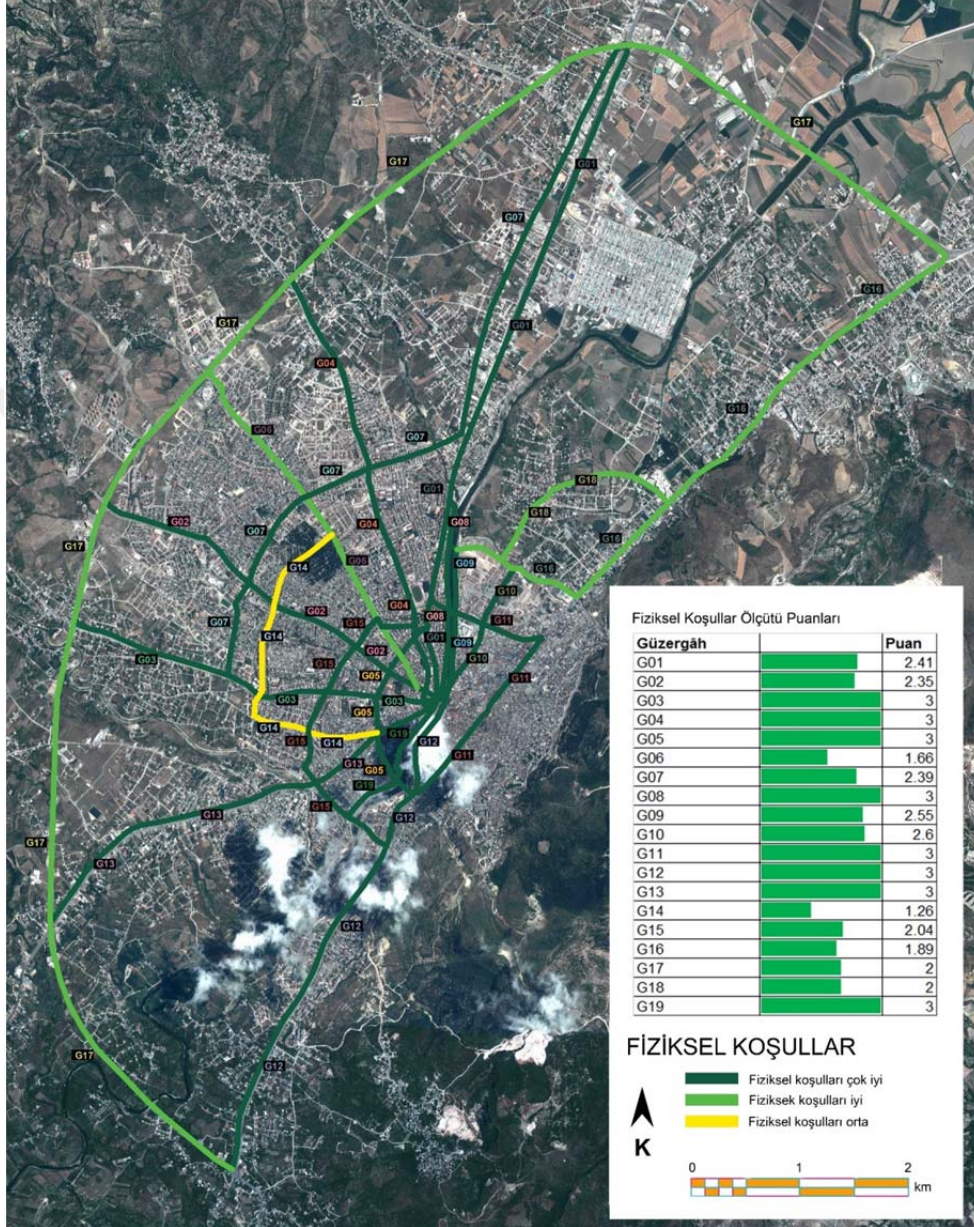 G17
G01
G17
G07
G16
G01
G17
G04
G18
G06
G07
G07
G01
G18
G02
G08
G18
G04
G07
G17
G06
G16
G09
G14
G10
G04
G02
G15
G08
G11
G07
G14
G01
G09
G02
G10
G03
G15
G05
G11
G03
G03
G05
G14
G19
G15
G14
G12
G13
G11
G05
G19
G15
G12
G13
G17
G13
G12
G17
G12
Fiziksel Koşullar Ölçütü Puanları
Güzergâh Puan
G01 2.41
G02 2.35
G03 3
G04 3
G05 3
G06 1.66
G07 2.39
G08 3
G09 2.55
G10 2.6
G11 3
G12 3
G13 3
G14 1.26
G15 2.04
G16 1.89
G17 2
G18 2
G19 3
FİZİKSEL KOŞULLAR
Fiziksel koşulları çok iyi
Fiziksek koşulları iyi
Fiziksel koşulları orta
K
0 1 2
km